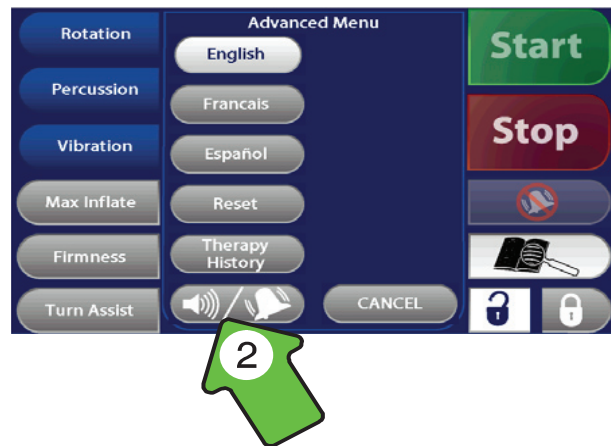 Advanced Menu
Rotation
Percussion
Vibration
Max Inflate
Firmness
Turn Assist
English
Francais
Español
Reset
Therapy
History
/
CANCEL
Start
Stop
2